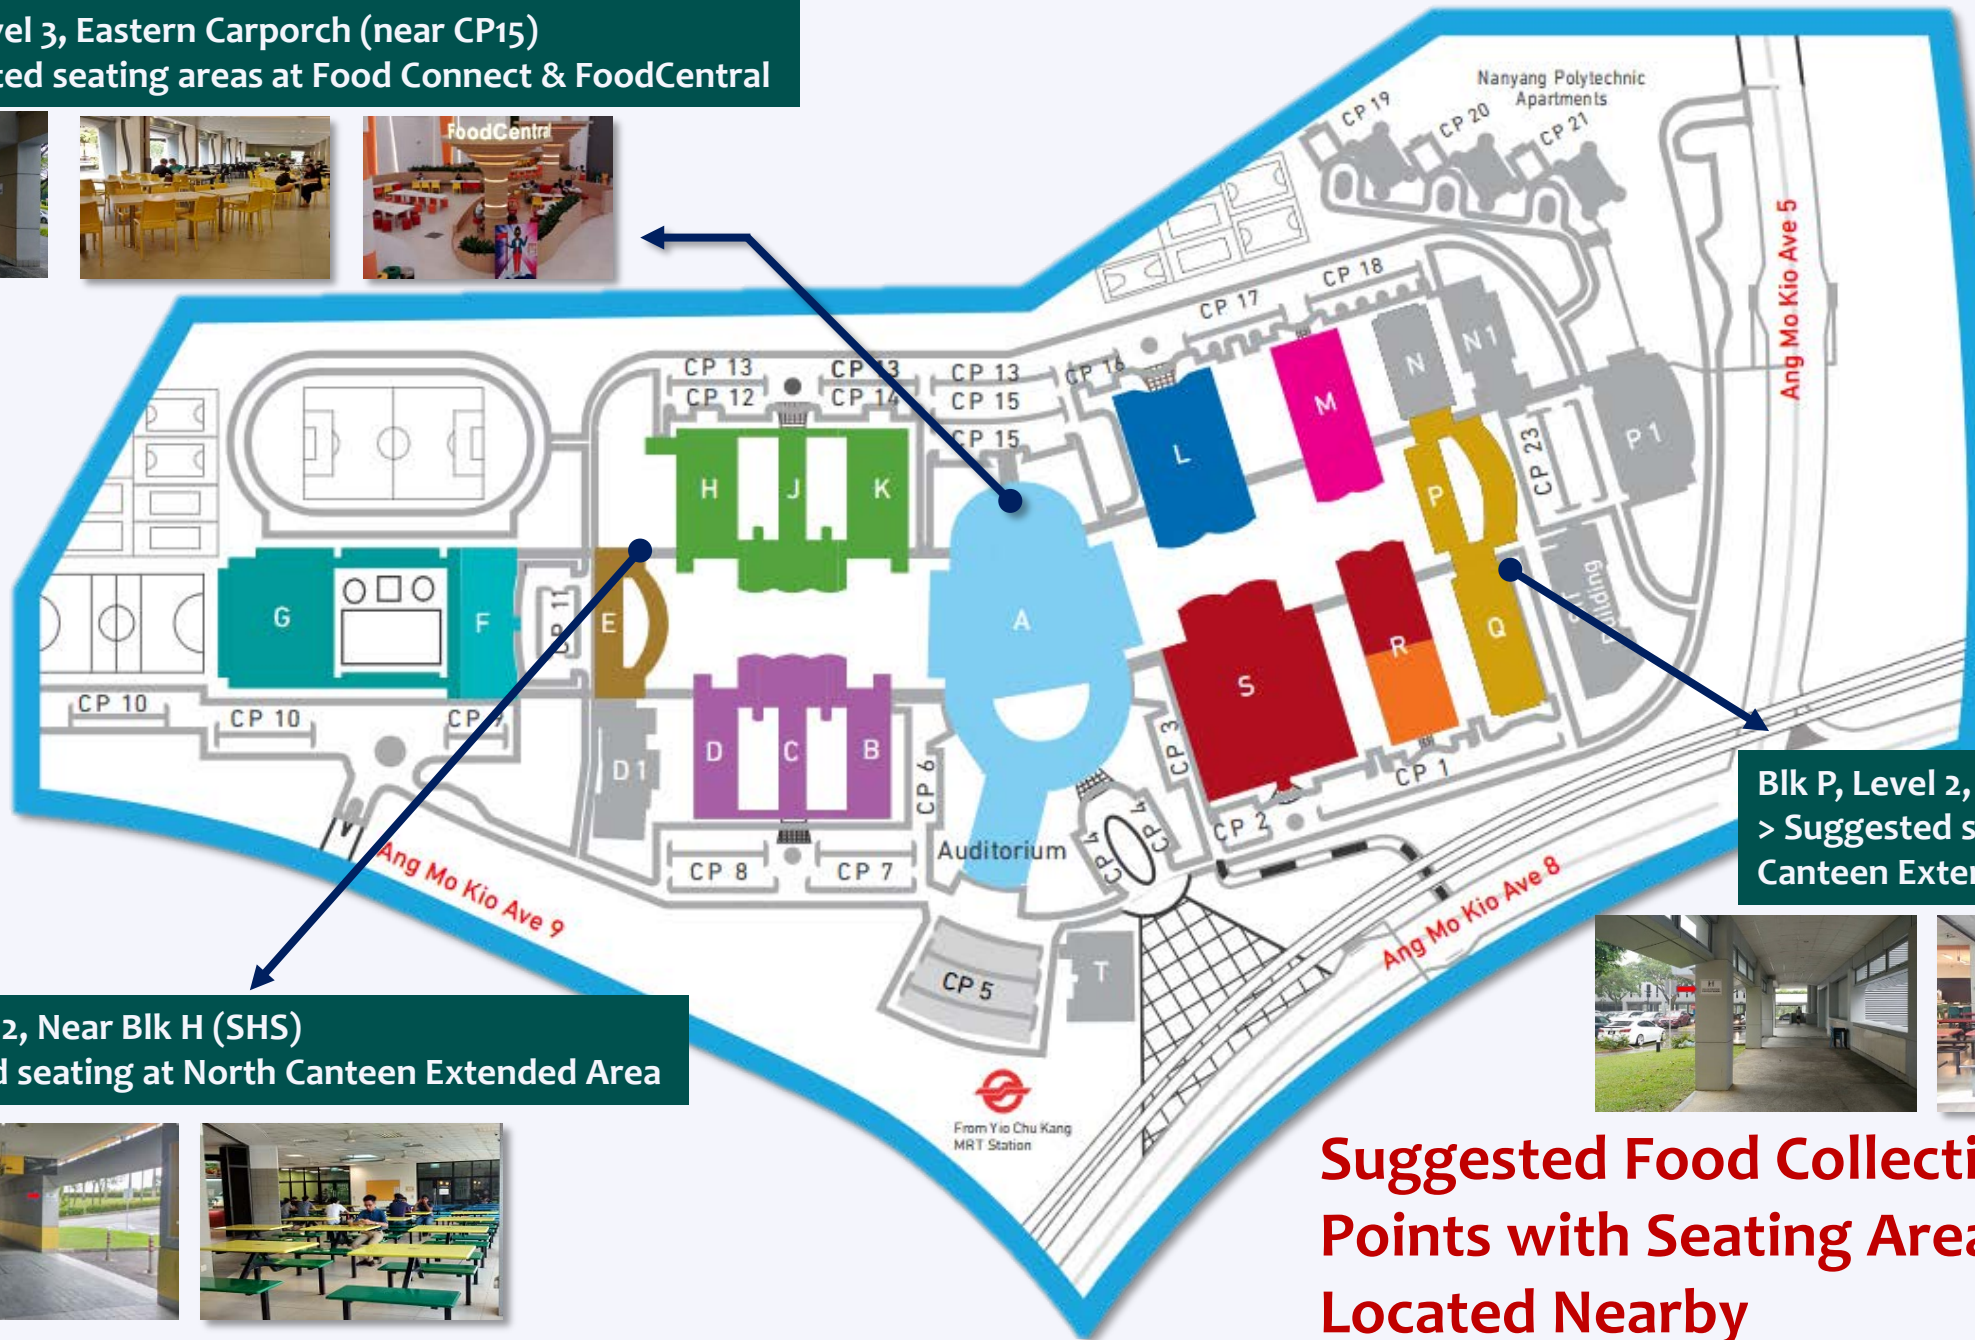 vel 3, Eastern Carporch (near CP15)
ted seating areas at Food Connect & FoodCentral
FoodCentral
Nanyang Polytechnic
Apartments
CP 19
CP 20
CP 21
Ang Mo Kio Ave 5
CP 18
CP 17
CP 16
CP 13
CP 13
CP 13
CP 12
CP 14
CP 15
CP 15
N
N1
M
L
P1
CP 23
P
H
J
K
G
F
CP 11
E
A
S
R
Q
Building
CP 10
CP 10
CP 9
D1
D
C
B
CP 6
CP 3
CP 1
CP 2
CP 4
CP 4
Auditorium
CP 8
CP 7
Ang Mo Kio Ave 9
Ang Mo Kio Ave 8
CP 5
T
Blk P, Level 2,
> Suggested s
Canteen Exten
2, Near Blk H (SHS)
d seating at North Canteen Extended Area
From Yio Chu Kang
MRT Station
Suggested Food Collecti
Points with Seating Area
Located Nearby